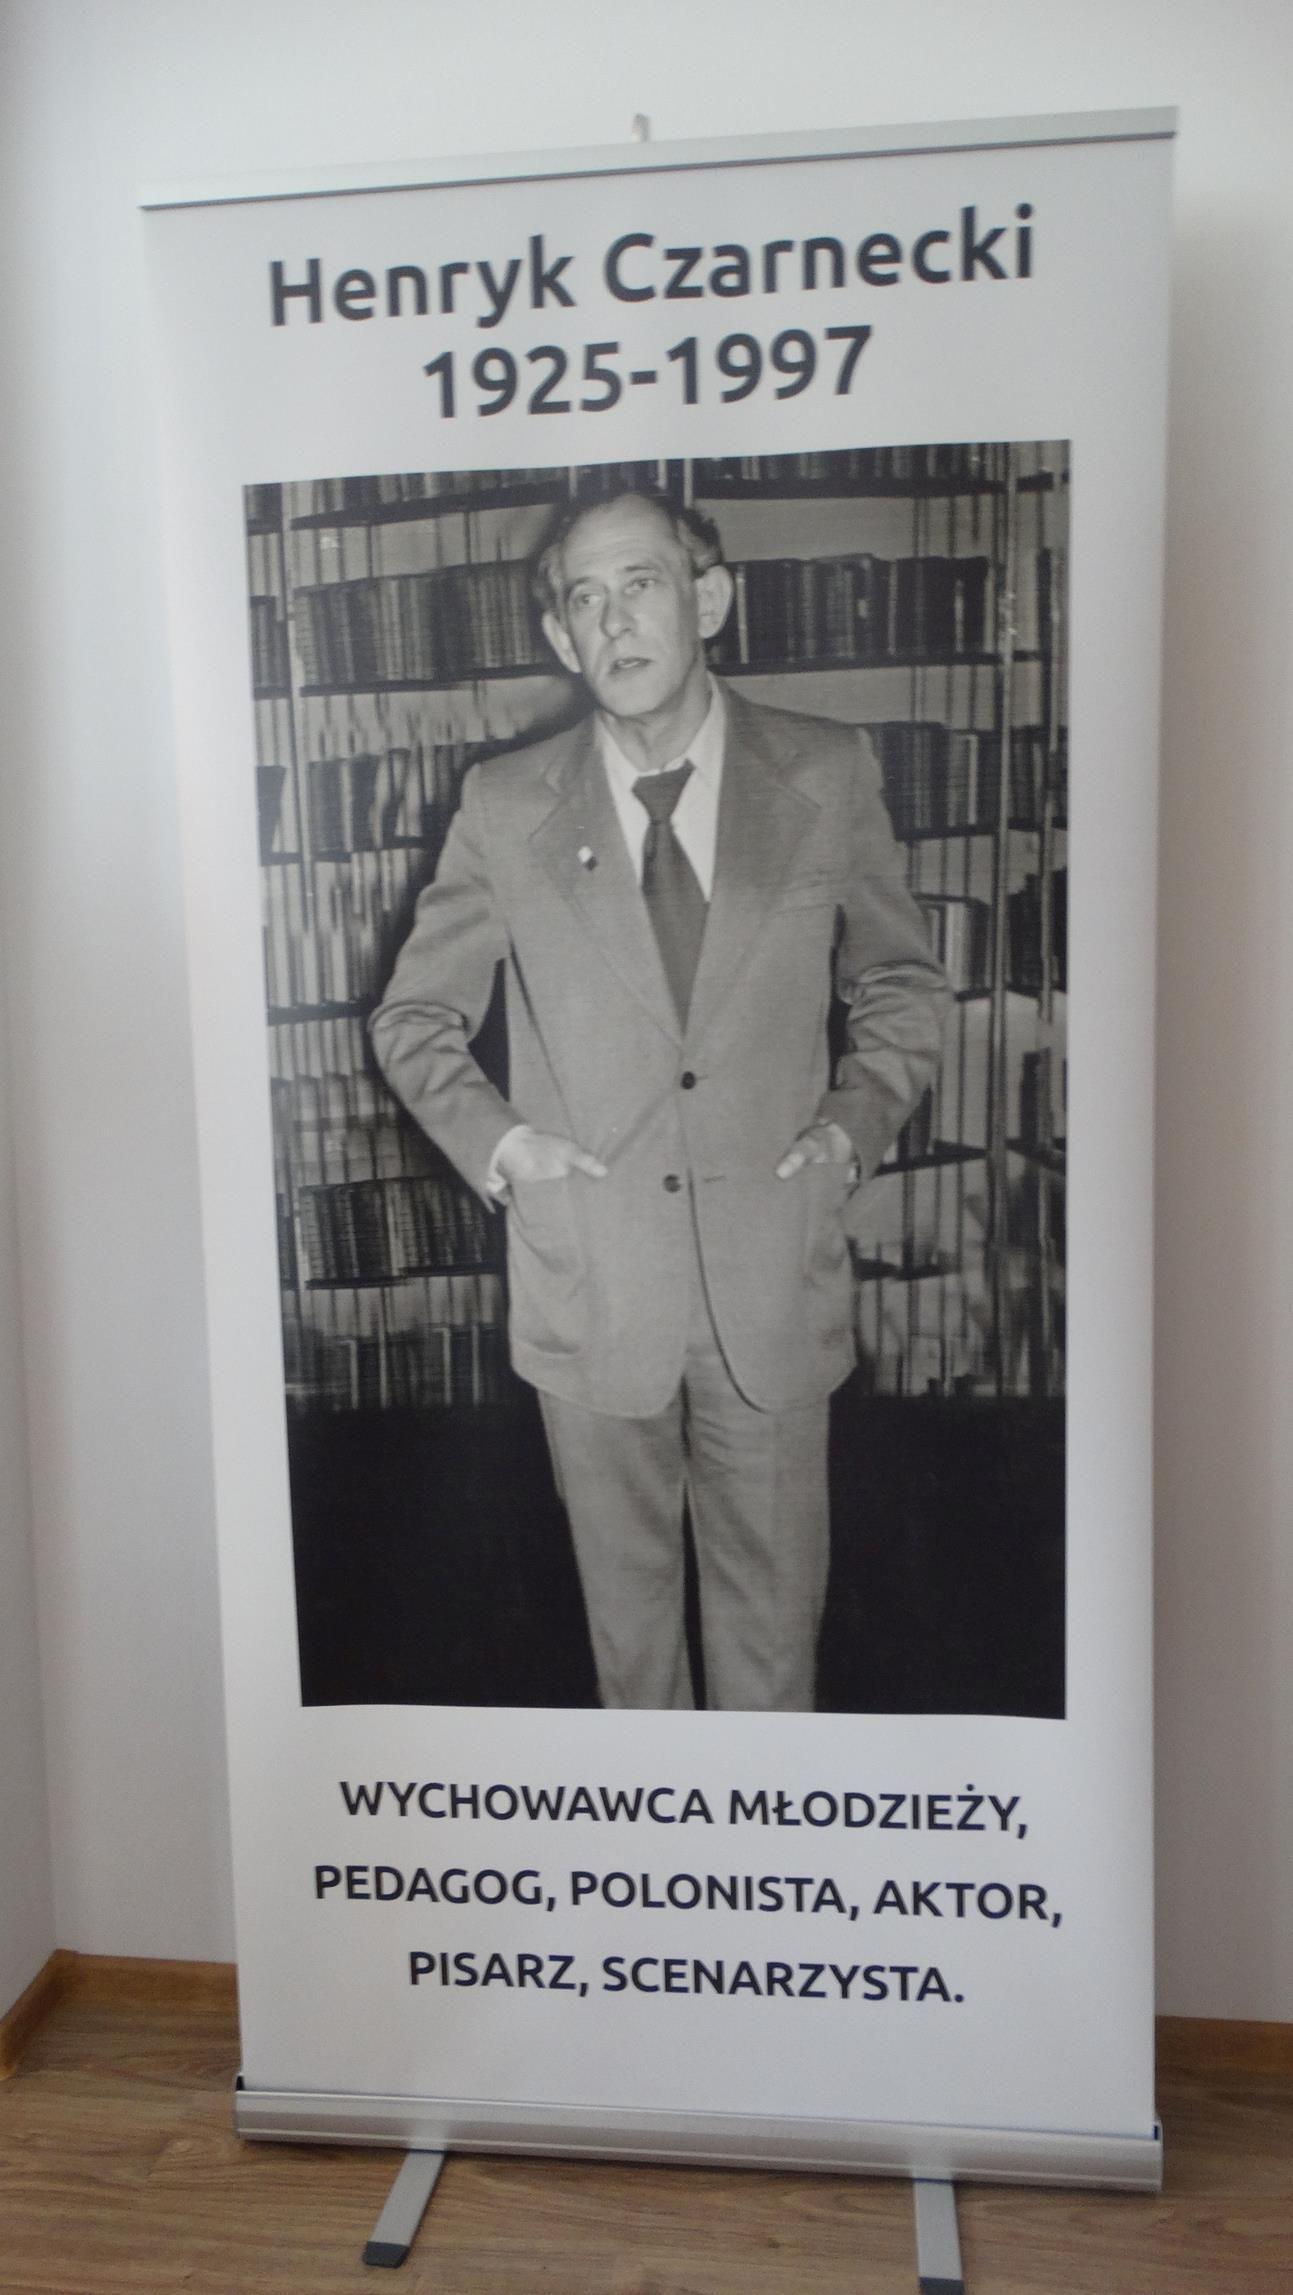 Henryk Czarnecki
1925-1997
WYCHOWAWCA MŁODZIEŻY,
PEDAGOG, POLONISTA, AKTOR,
PISARZ, SCENARZYSTA.